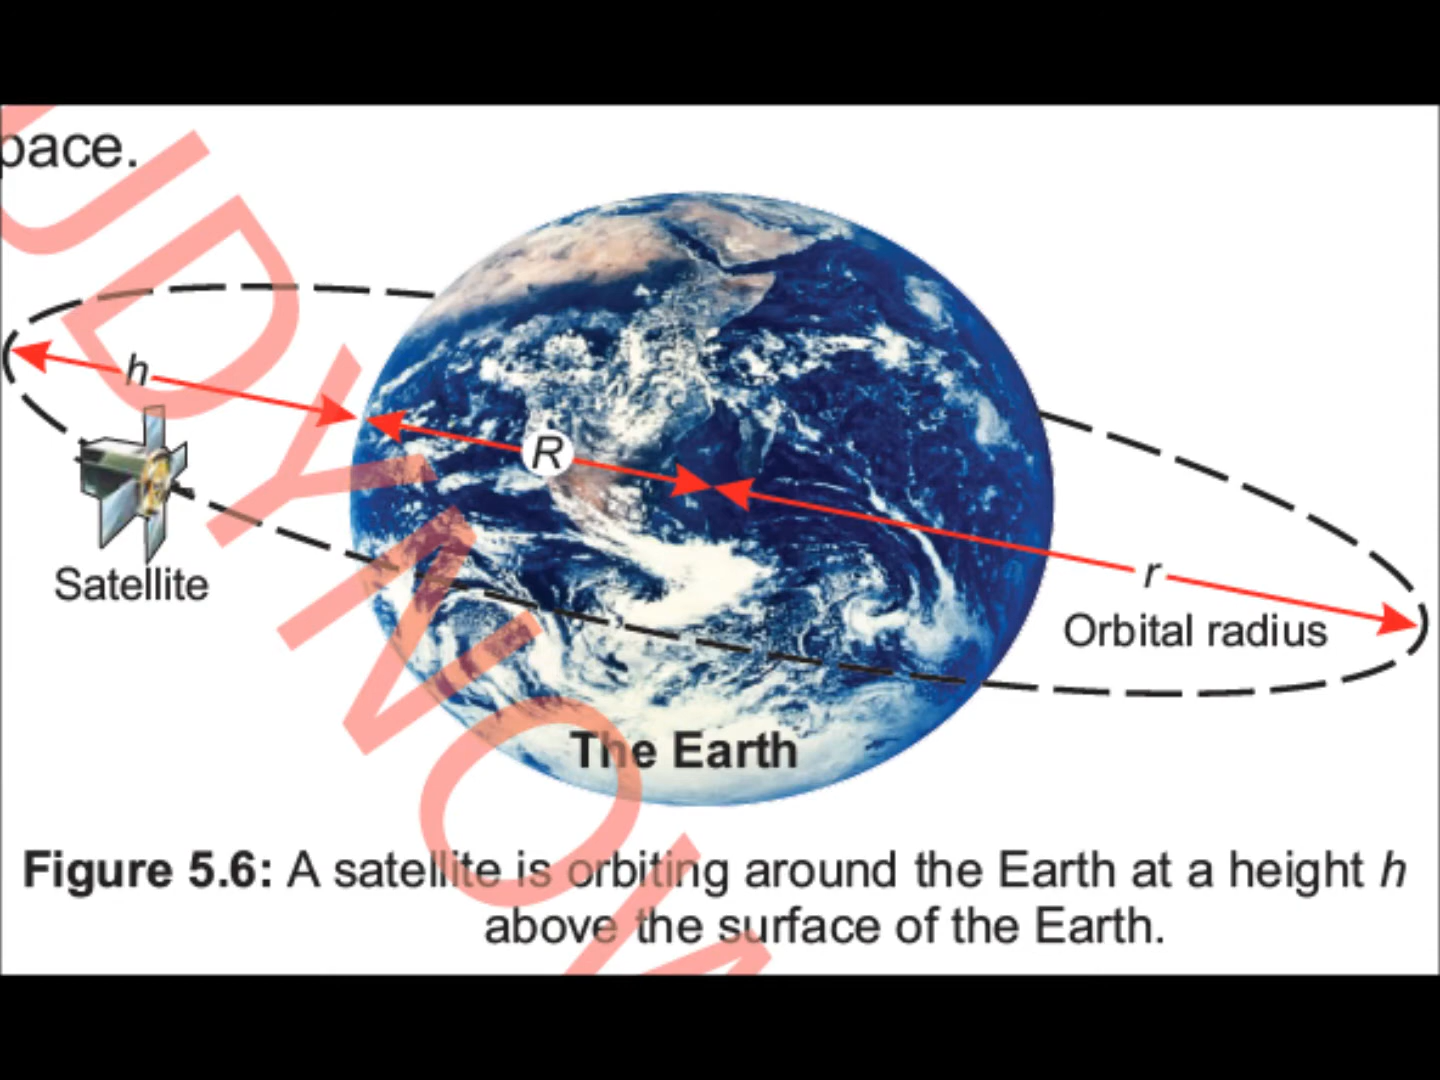 pace.
h
R
r
Satellite
Orbital radius
The Earth
Figure 5.6: A satellite is orbiting around the Earth at a height h
above the surface of the Earth.